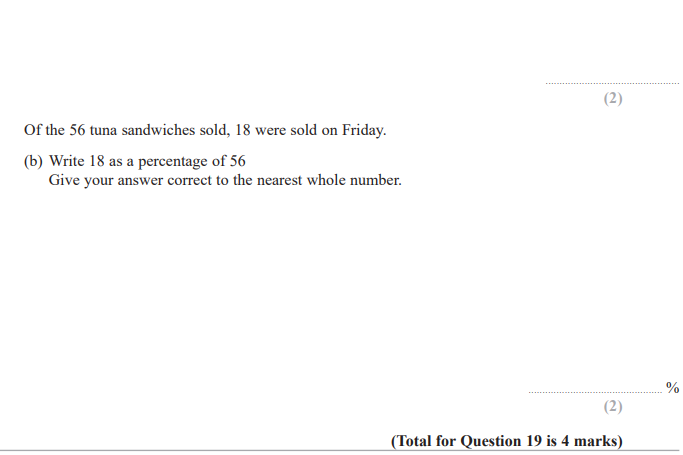 (2)
Of the 56 tuna sandwiches sold, 18 were sold on Friday.
(b) Write 18 as a percentage of 56
Give your answer correct to the nearest whole number.
%
(2)
(Total for Question 19 is 4 marks)